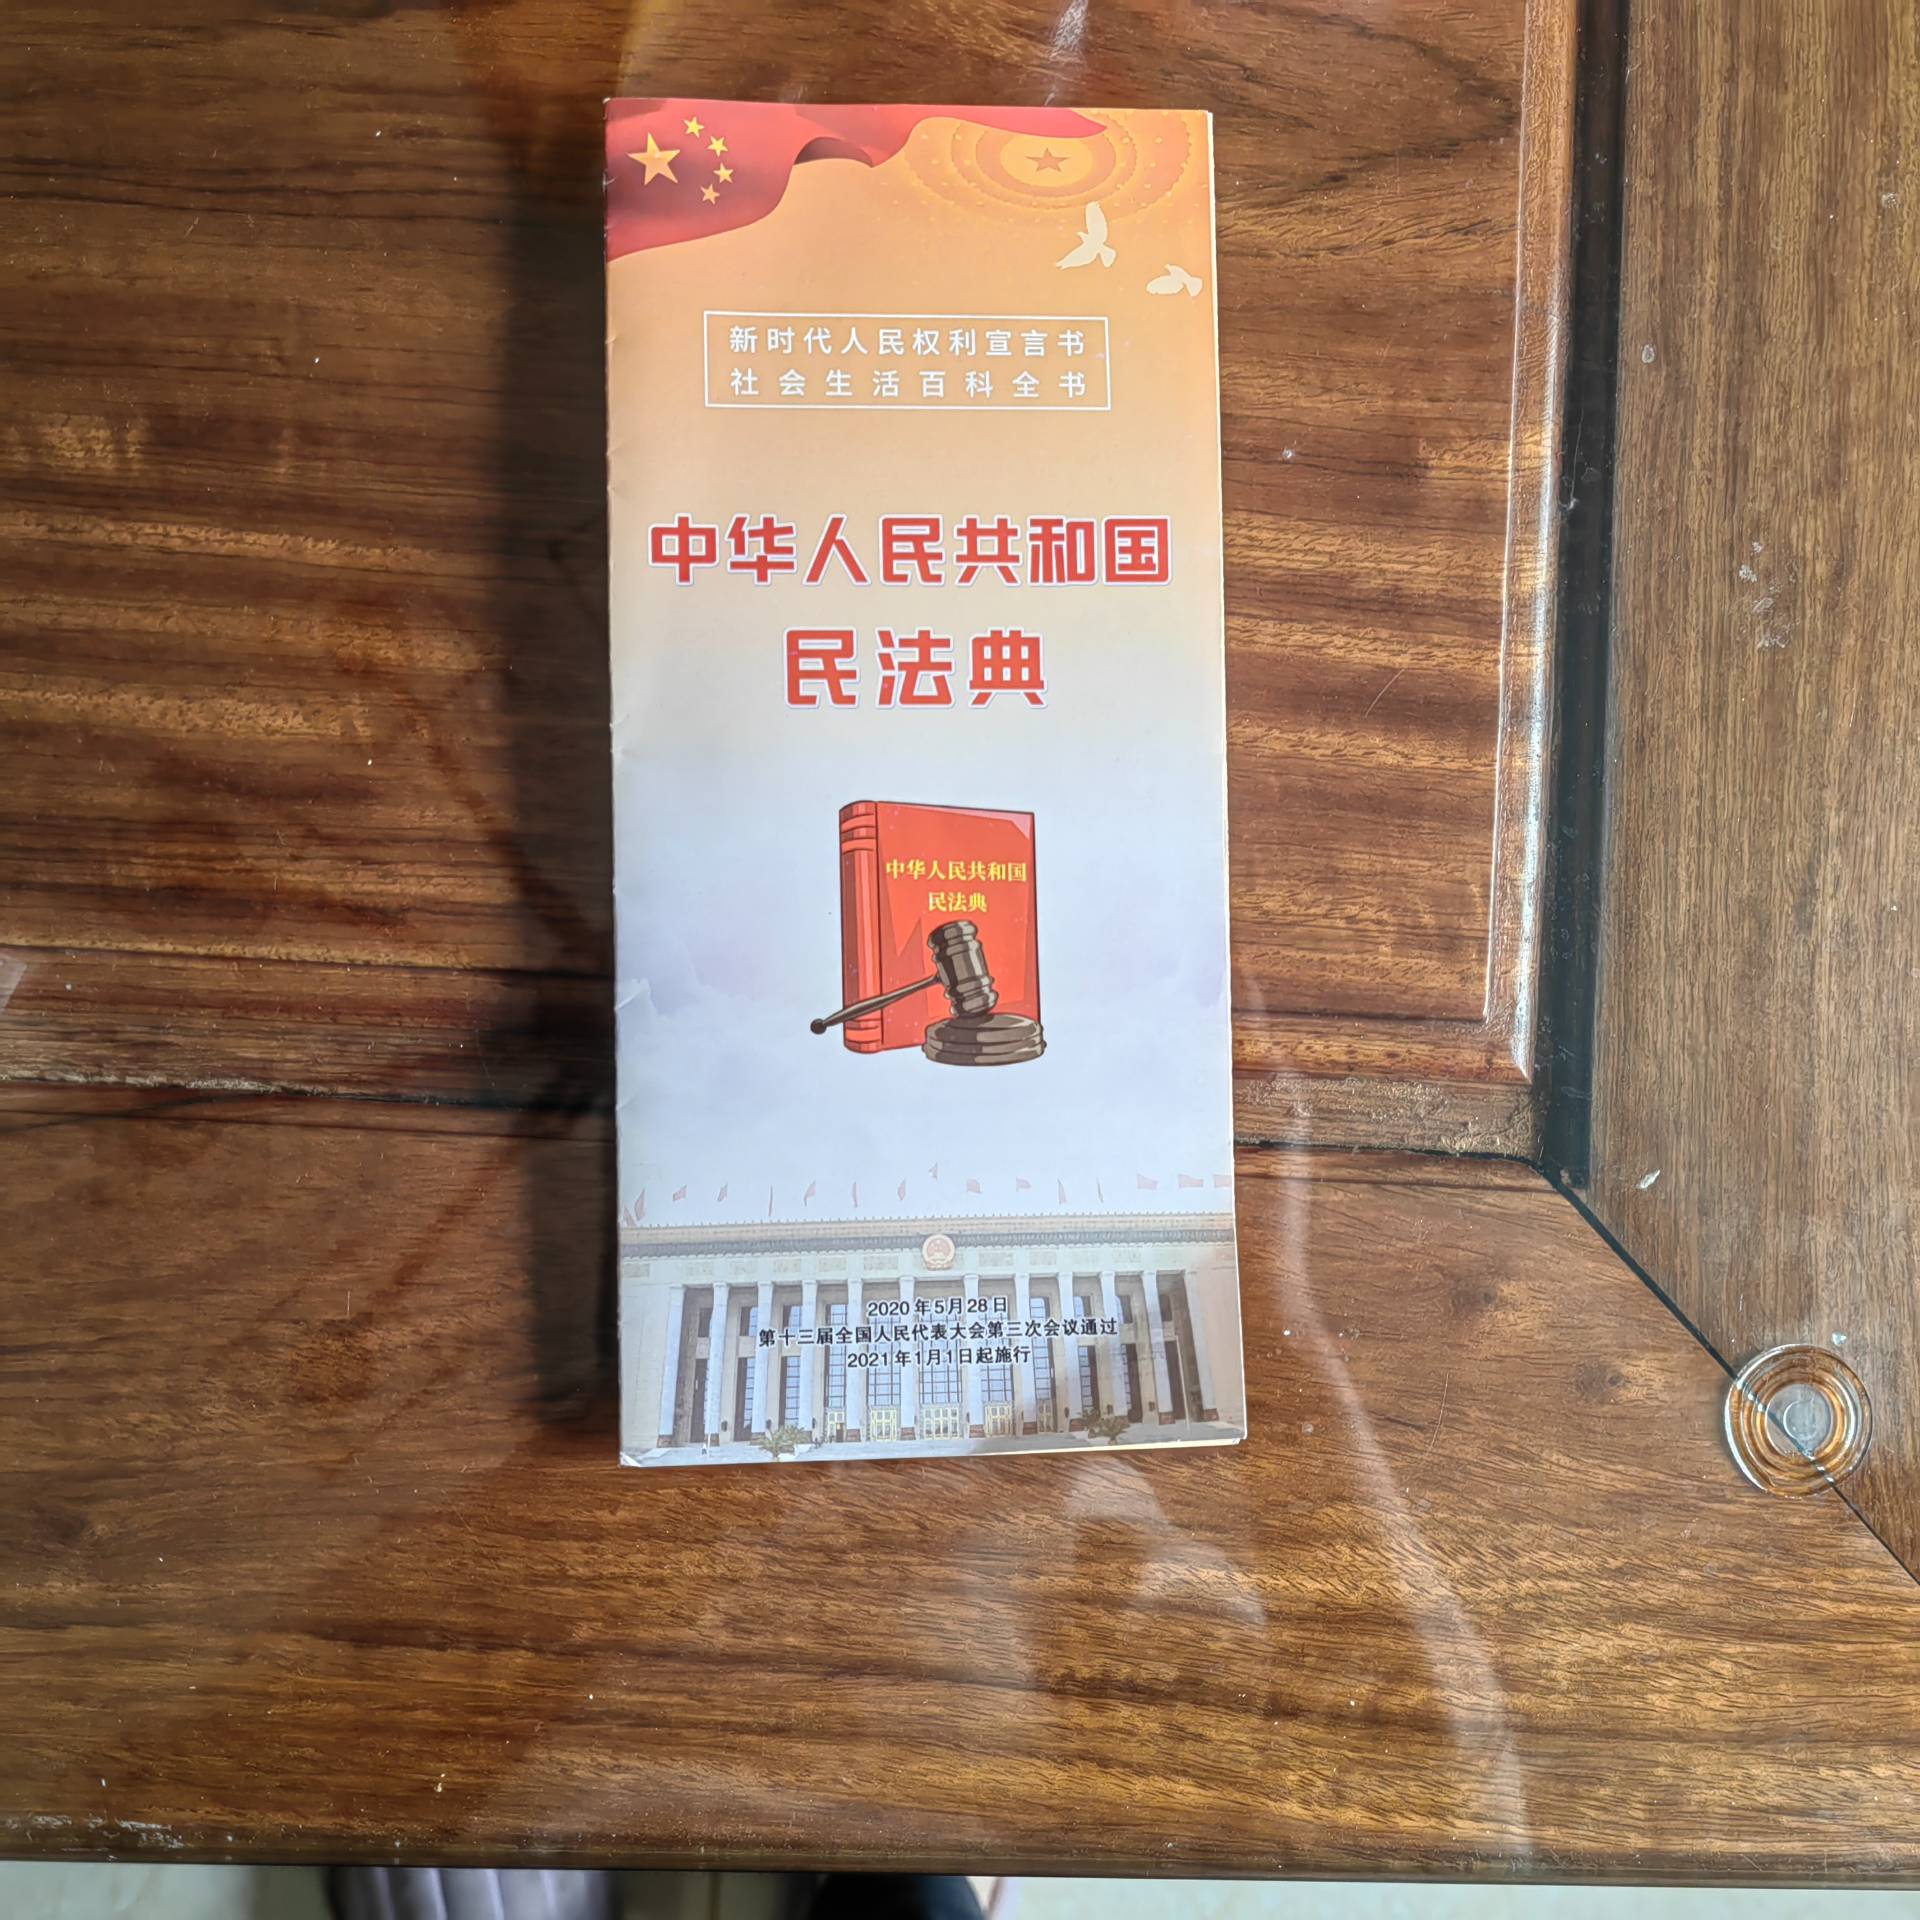 新时代人民权利宣言书
社会生活百科全书
中华人民共和国
民法典
中华人民共和国
民法典
2020年5月28日
第十三届全国人民代表大会第三次会议通过
2021年1月1日起施行